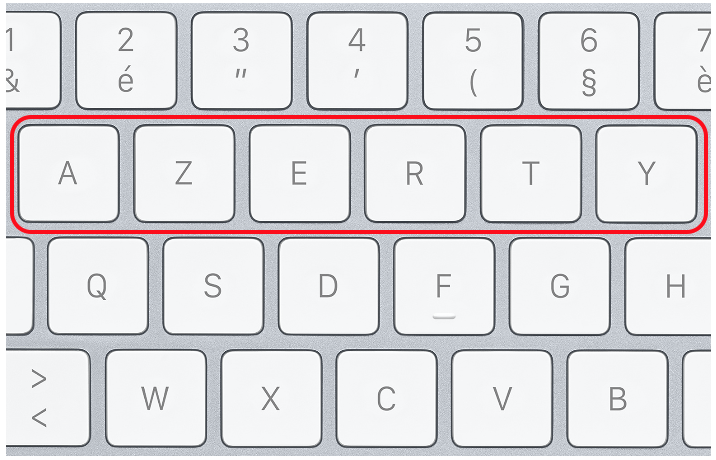 1 2 3 4 5 6 7
& é " ' ( § è
A Z E R T Y
Q S D F G H
> W X C V B
<